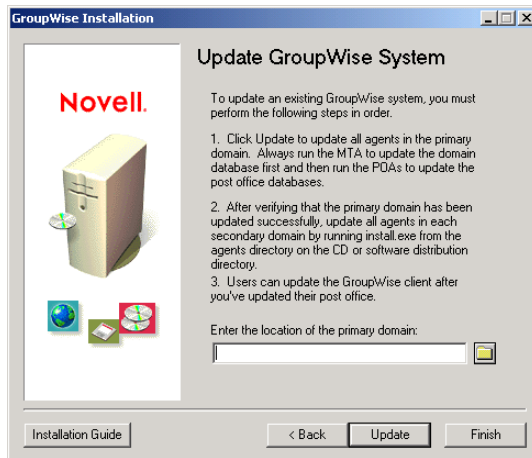 GroupWise Installation
Update GroupWise System
Novell.
To update an existing GroupWise system, you must
perform the following steps in order.
1. Click Update to update all agents in the primary
domain. Always run the MTA to update the domain
database first and then run the POAs to update the
post office databases.
2. After verifying that the primary domain has been
updated successfully, update all agents in each
secondary domain by running install.exe from the
agents directory on the CD or software distribution
directory.
3. Users can update the GroupWise client after
you've updated their post office.
Enter the location of the primary domain:
Installation Guide
< Back
Update
Finish